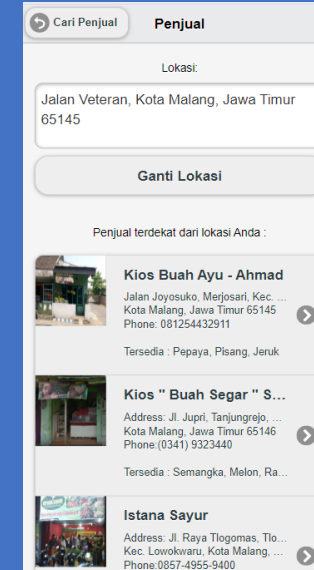 Cari Penjual
Penjual
Lokasi:
Jalan Veteran, Kota Malang, Jawa Timur
65145
Ganti Lokasi
Penjual terdekat dari lokasi Anda :
Kios Buah Ayu - Ahmad
Jalan Joyosuko, Merjosari, Kec. ...
Kota Malang, Jawa Timur 65145
Phone: 081254432911
Tersedia : Pepaya, Pisang, Jeruk
Kios " Buah Segar " S...
Address: Jl. Jupri, Tanjungrejo, ...
Kota Malang, Jawa Timur 65146
Phone:(0341) 9323440
Tersedia : Semangka, Melon, Ra...
Istana Sayur
Address: Jl. Raya Tlogomas, Tlo...
Kec. Lowokwaru, Kota Malang, ...
Phone:0857-4955-9400